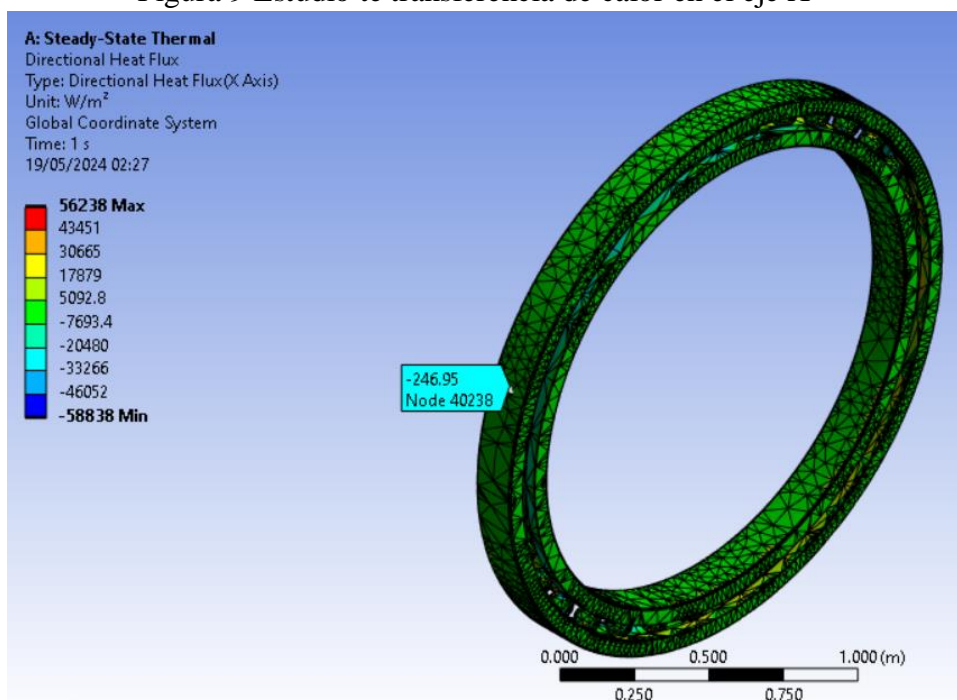 Figura 9 Estudio te transferencia de calor en el eje X
A: Steady-State Thermal
Directional Heat Flux
Type: Directional Heat Flux(X Axis)
Unit: W/m²
Global Coordinate System
Time: 1 s
19/05/2024 02:27
56238 Max
43451
30665
17879
5092.8
-7693.4
-20480
-33266
-46052
-58838 Min
-246.95
Node 40238
0.000 0.500 1.000 (m)
0.250 0.750